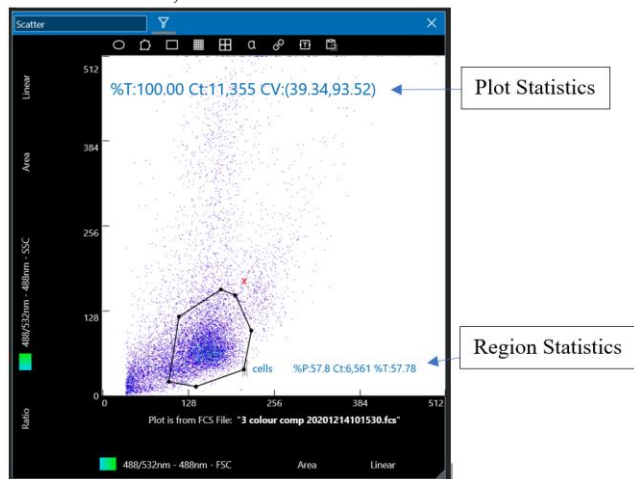 Scatter
α
T
512
%T:100.00 Ct:11,355 CV:(39.34,93.52)
Plot Statistics
Linear
384
Area
256
488/532nm - 488nm - SSC
x
128
Region Statistics
cells %P:57.8 Ct:6,561 %T:57.78
0
Ratio
0 128 256 384 512
Plot is from FCS File: "3 colour comp 20201214101530.fcs"
488/532nm - 488nm - FSC Area Linear